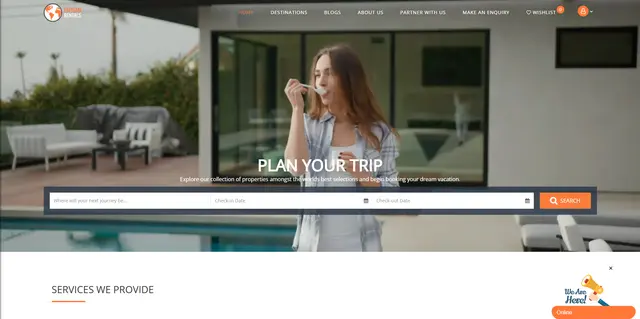 HOME
DESTINATIONS
BLOGS
ABOUT US
PARTNER WITH US
MAKE AN ENQUIRY
WISHLIST
0
PLAN YOUR TRIP
Explore our collection of properties amongst the worlds best selections and begin booking your dream vacation.
Where will your next journey be...
Check-in Date
Check-out Date
SEARCH
SERVICES WE PROVIDE
We Are
Here!
Online